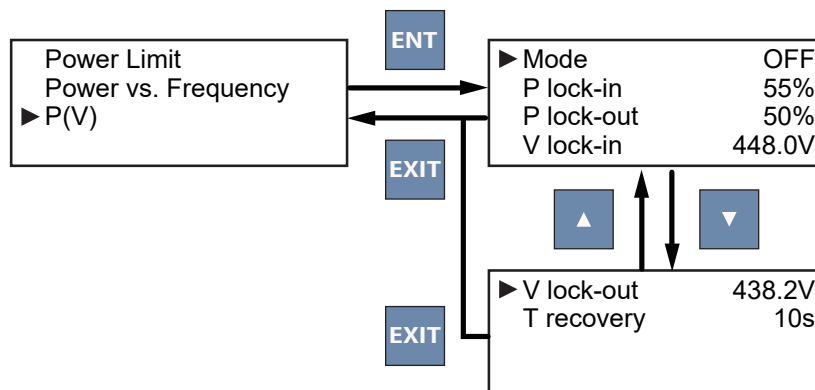 ENT
Power Limit
Power vs. Frequency
▶ P(V)
▶ Mode OFF
P lock-in 55%
P lock-out 50%
V lock-in 448.0V
EXIT
▲ ▼
▶ V lock-out 438.2V
T recovery 10s
EXIT